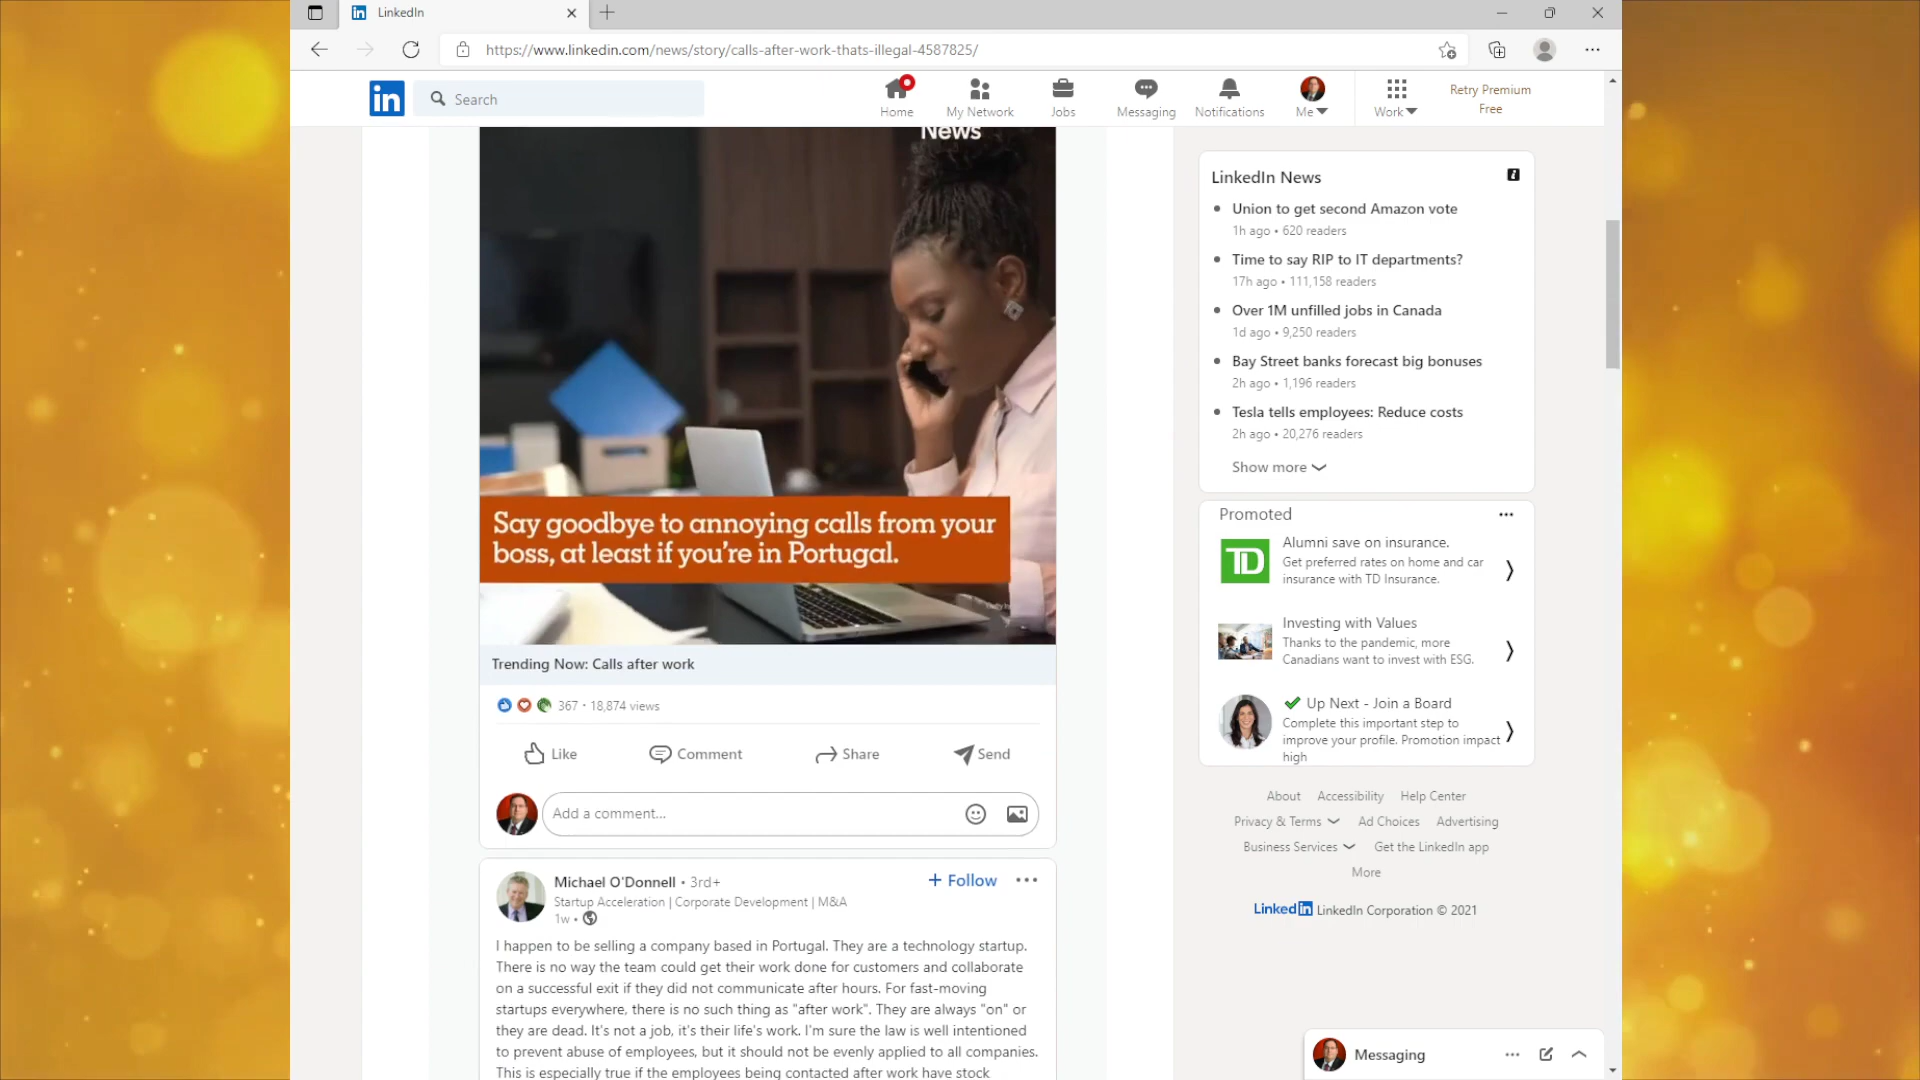 LinkedIn
https://www.linkedin.com/news/story/calls-after-work-thats-illegal-4587825/
in
Search
Home
My Network
Jobs
Messaging
Notifications
Me
Work
Retry Premium
Free
News
Say goodbye to annoying calls from your
boss, at least if you're in Portugal.
Trending Now: Calls after work
367 • 18,874 views
Like
Comment
Share
Send
Add a comment...
Michael O'Donnell • 3rd+
+ Follow
Startup Acceleration | Corporate Development | M&A
1w •
I happen to be selling a company based in Portugal. They are a technology startup.
There is no way the team could get their work done for customers and collaborate
on a successful exit if they did not communicate after hours. For fast-moving
startups everywhere, there is no such thing as "after work". They are always "on" or
they are dead. It's not a job, it's their life's work. I'm sure the law is well intentioned
to prevent abuse of employees, but it should not be evenly applied to all companies.
This is especially true if the employees being contacted after work have stock
LinkedIn News
Union to get second Amazon vote
1h ago • 620 readers
Time to say RIP to IT departments?
17h ago • 111,158 readers
Over 1M unfilled jobs in Canada
1d ago • 9,250 readers
Bay Street banks forecast big bonuses
2h ago • 1,196 readers
Tesla tells employees: Reduce costs
2h ago • 20,276 readers
Show more
Promoted
TD
Alumni save on insurance.
Get preferred rates on home and car
insurance with TD Insurance.
Investing with Values
Thanks to the pandemic, more
Canadians want to invest with ESG.
Up Next - Join a Board
Complete this important step to
improve your profile. Promotion impact
high
About
Accessibility
Help Center
Privacy & Terms
Ad Choices
Advertising
Business Services
Get the LinkedIn app
More
LinkedIn LinkedIn Corporation © 2021
Messaging